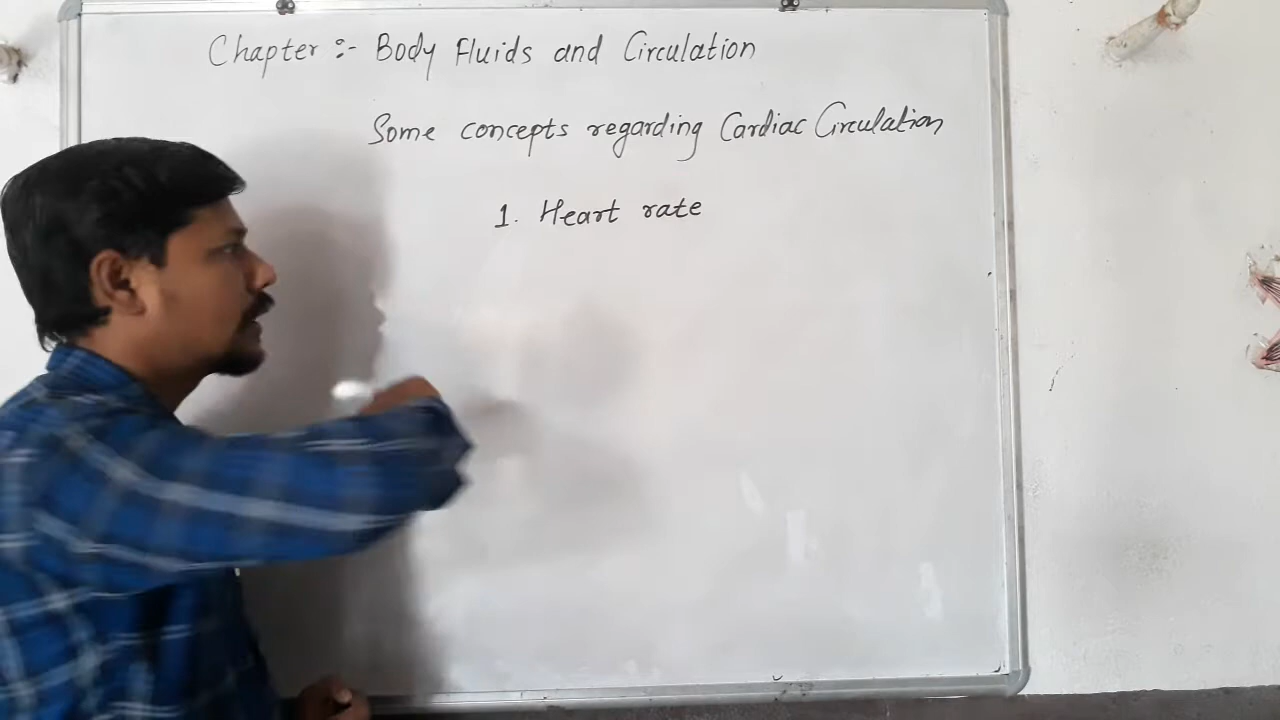 Chapter :- Body Fluids and Circulation
Some concepts regarding Cardiac Circulation
1. Heart rate